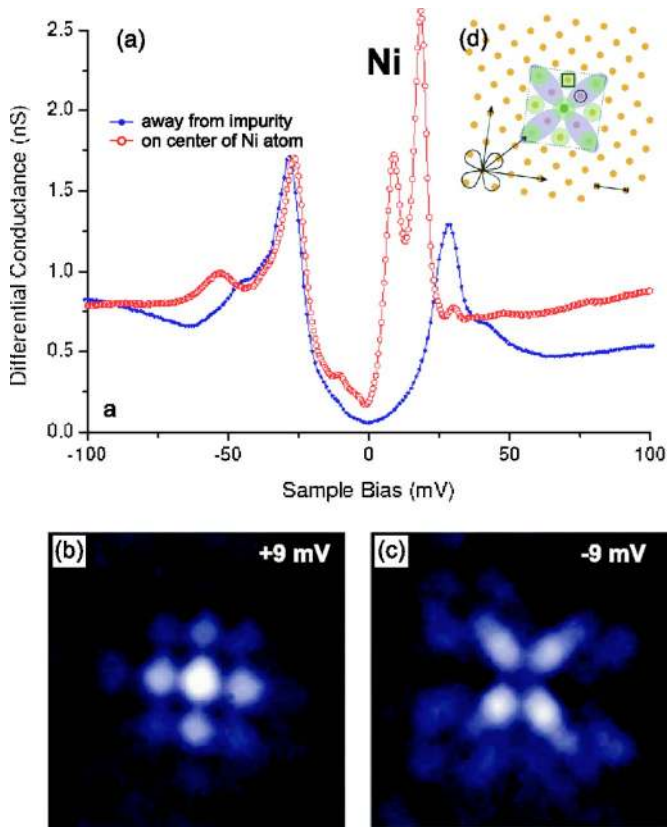 (a)
Ni
(d)
away from impurity
on center of Ni atom
Differential Conductance (nS)
2.5
2.0
1.5
1.0
0.5
0.0
a
-100
-50
0
50
100
Sample Bias (mV)
(b)
+9 mV
(c)
-9 mV